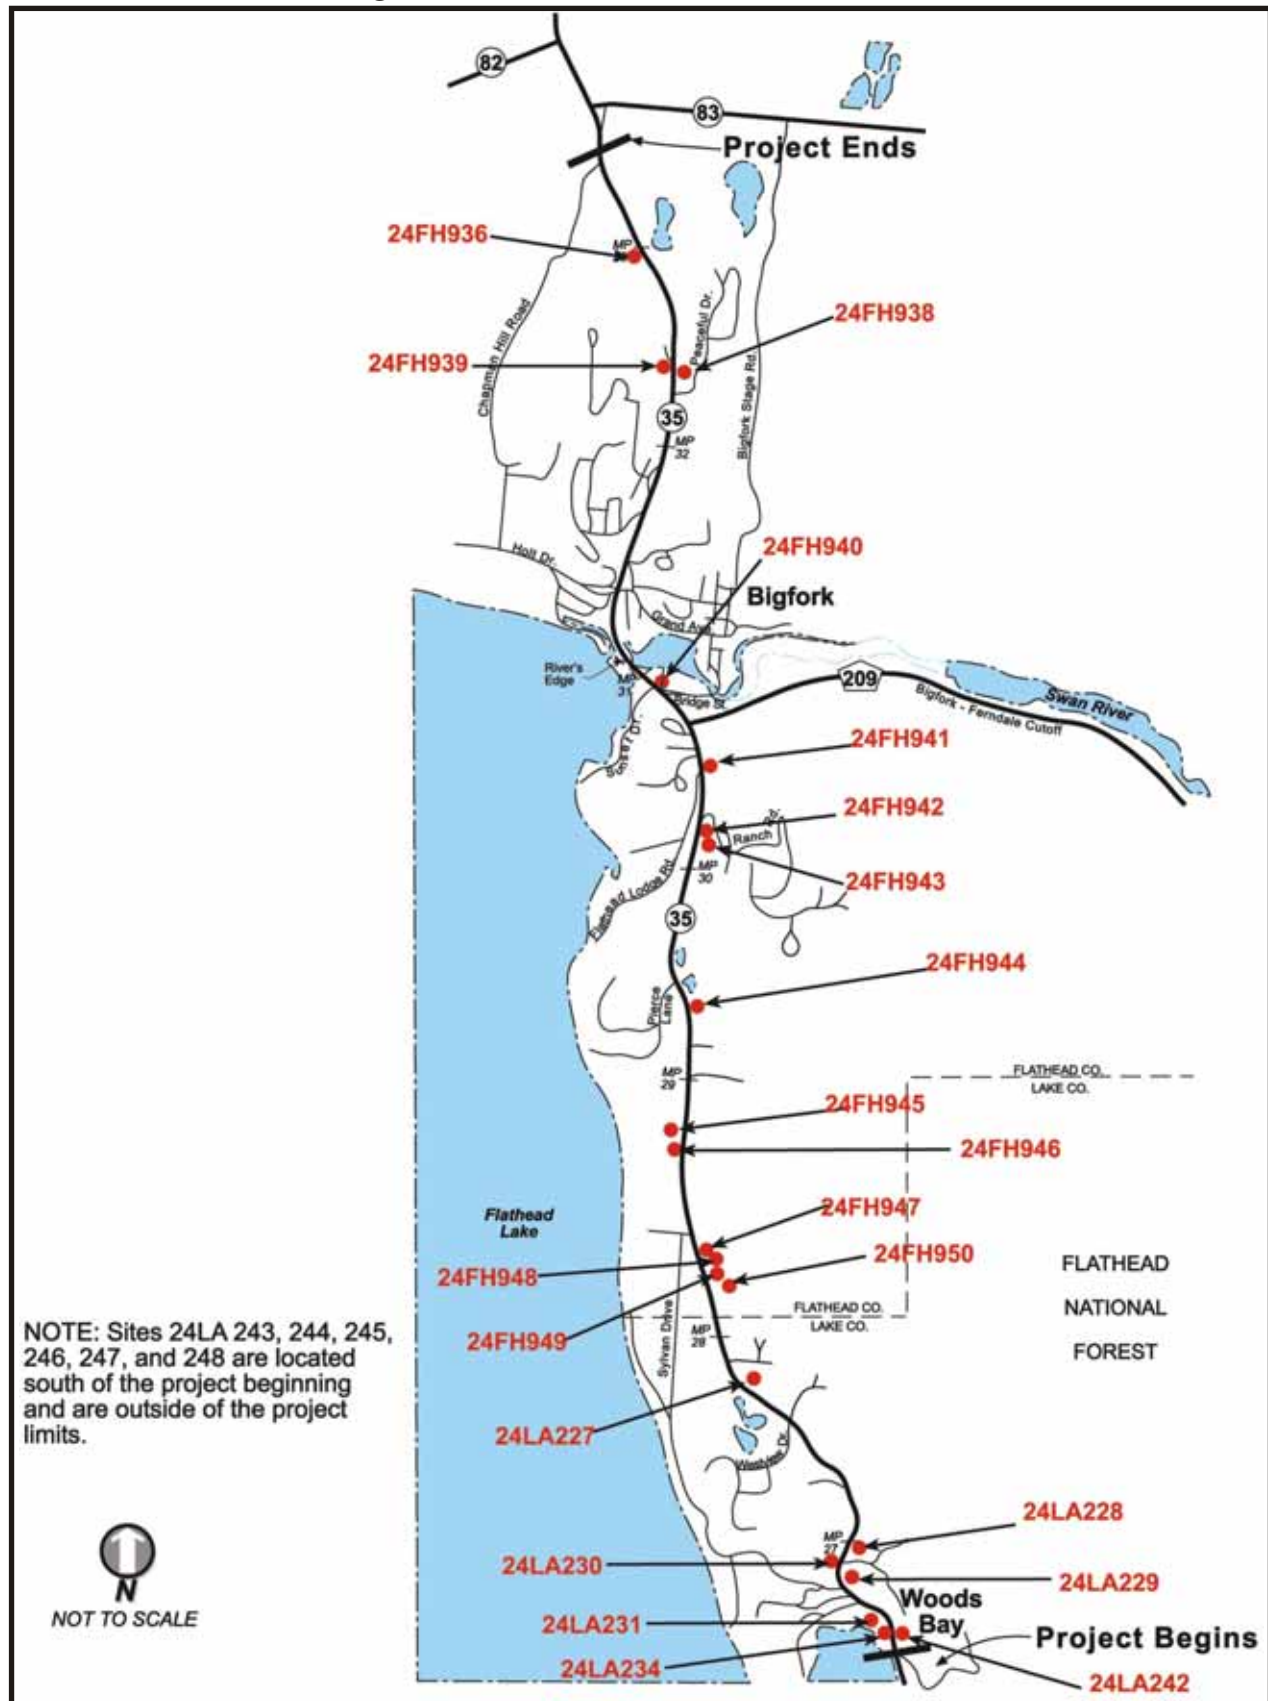 82
83
Project Ends
24FH936
MP
24FH938
Peaceful Dr.
Chapman Hill Road
24FH939
Bigfork Stage Rd.
35
MP
32
24FH940
Holt Dr.
Bigfork
Grand Ave.
River's
Edge
MP
31
Bridge St.
209
Swan River
Bigfork - Ferndale Cutoff
Sunset Dr.
24FH941
24FH942
Ranch Rd.
MP
30
24FH943
Flathead Lodge Rd.
35
24FH944
Pierce
Lane
MP
29
FLATHEAD CO.
LAKE CO.
24FH945
24FH946
Flathead
Lake
24FH947
24FH950
24FH948
FLATHEAD
NATIONAL
FOREST
FLATHEAD CO.
LAKE CO.
24FH949
Sylvan Drive
MP
28
NOTE: Sites 24LA 243, 244, 245,
246, 247, and 248 are located
south of the project beginning
and are outside of the project
limits.
24LA227
Westview Dr.
24LA228
MP
27
24LA230
24LA229
Woods
Bay
24LA231
Project Begins
24LA234
24LA242
N
NOT TO SCALE